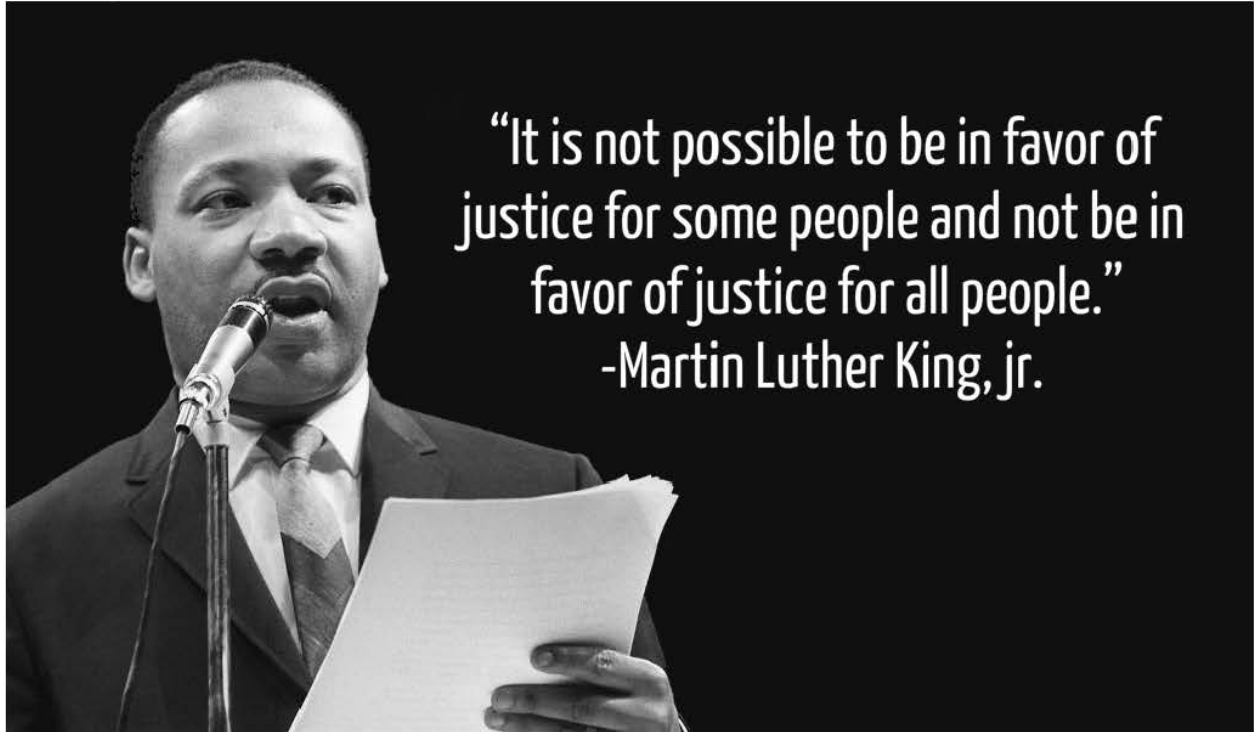 “It is not possible to be in favor of
justice for some people and not be in
favor of justice for all people.”
-Martin Luther King, jr.